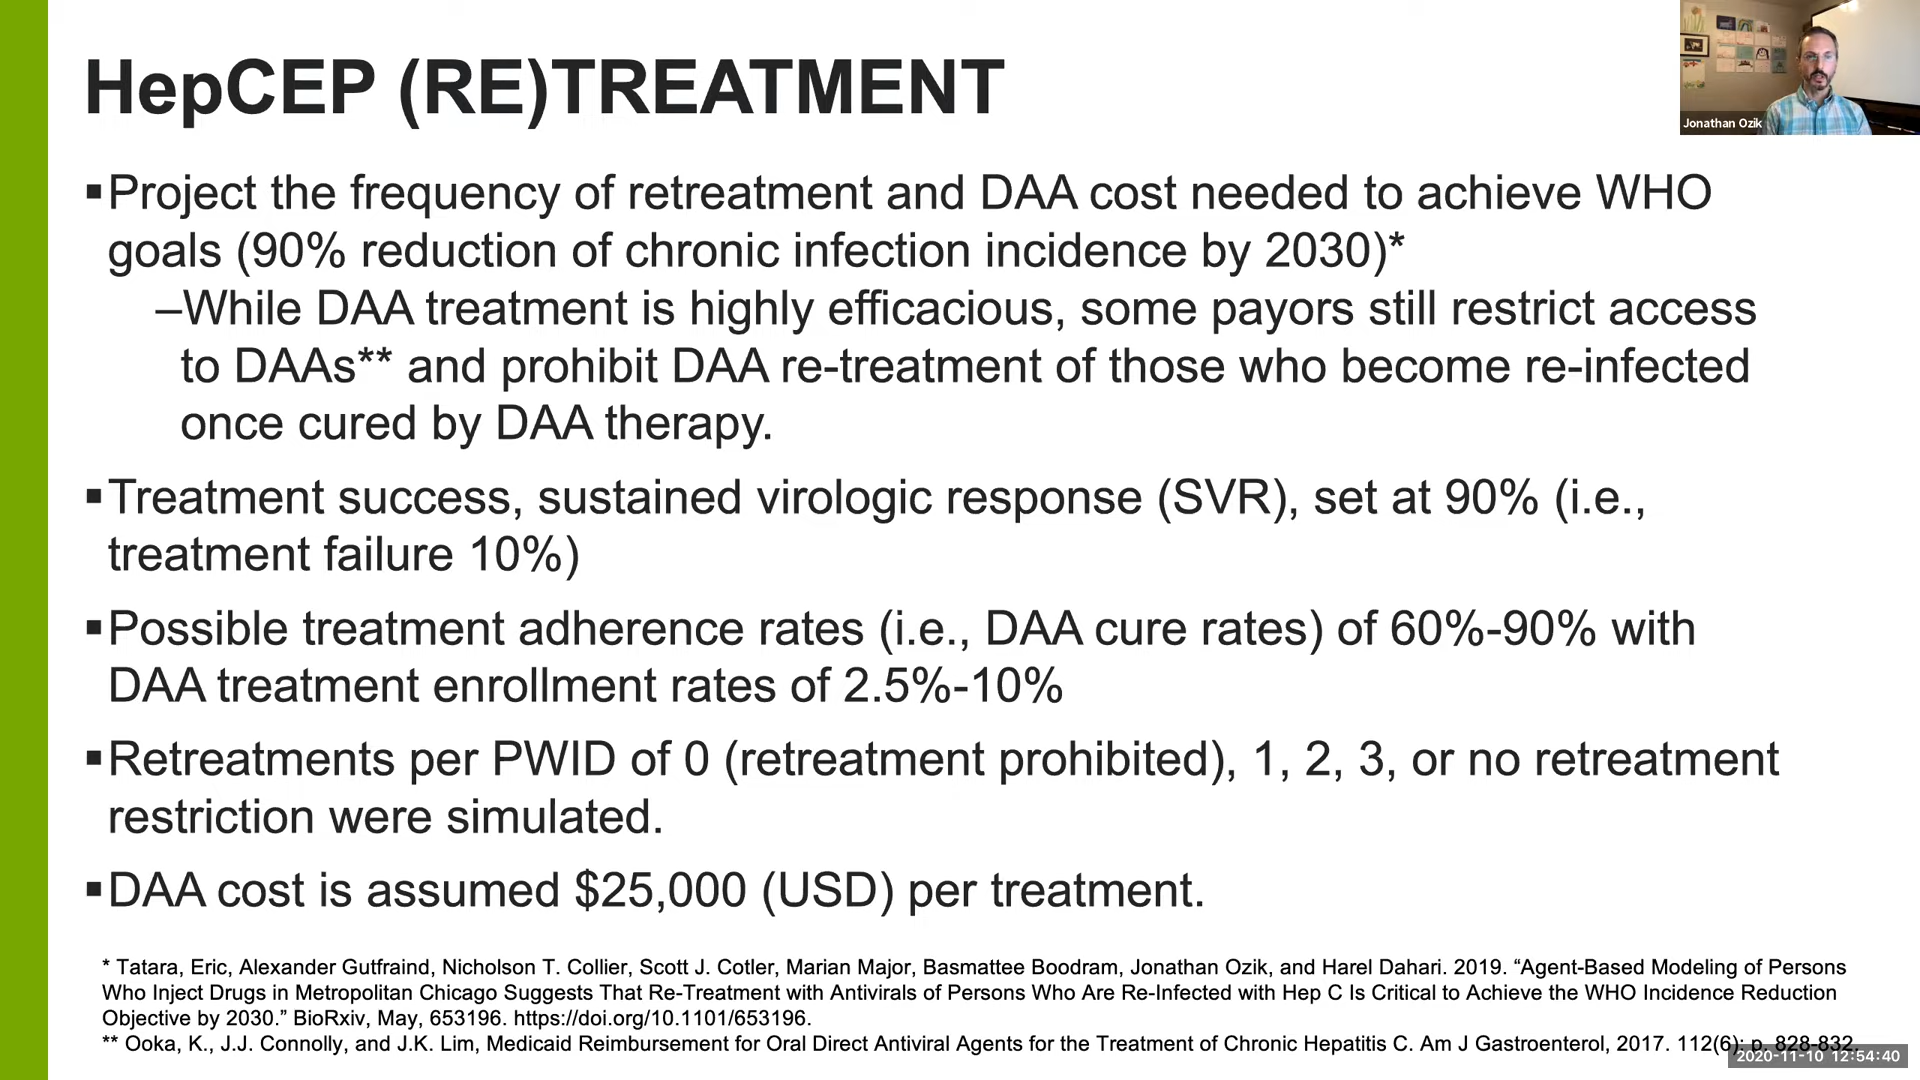 HepCEP (RE)TREATMENT
Jonathan Ozik
▪Project the frequency of retreatment and DAA cost needed to achieve WHO
goals (90% reduction of chronic infection incidence by 2030)*
–While DAA treatment is highly efficacious, some payors still restrict access
to DAAs** and prohibit DAA re-treatment of those who become re-infected
once cured by DAA therapy.
▪Treatment success, sustained virologic response (SVR), set at 90% (i.e.,
treatment failure 10%)
▪Possible treatment adherence rates (i.e., DAA cure rates) of 60%-90% with
DAA treatment enrollment rates of 2.5%-10%
▪Retreatments per PWID of 0 (retreatment prohibited), 1, 2, 3, or no retreatment
restriction were simulated.
▪DAA cost is assumed $25,000 (USD) per treatment.
* Tatara, Eric, Alexander Gutfraind, Nicholson T. Collier, Scott J. Cotler, Marian Major, Basmattee Boodram, Jonathan Ozik, and Harel Dahari. 2019. “Agent-Based Modeling of Persons
Who Inject Drugs in Metropolitan Chicago Suggests That Re-Treatment with Antivirals of Persons Who Are Re-Infected with Hep C Is Critical to Achieve the WHO Incidence Reduction
Objective by 2030.” BioRxiv, May, 653196. https://doi.org/10.1101/653196.
** Ooka, K., J.J. Connolly, and J.K. Lim, Medicaid Reimbursement for Oral Direct Antiviral Agents for the Treatment of Chronic Hepatitis C. Am J Gastroenterol, 2017. 112(6): p. 828-832.
2020-11-10 12:54:40